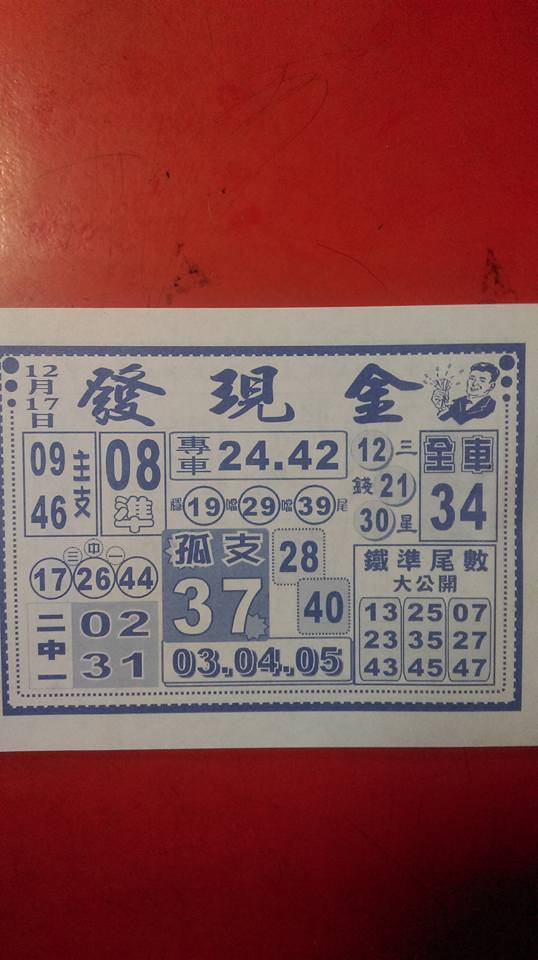 12月17日
發現金
09 46 主支
08 準
專車 24.42
19 29 39 尾
12 三
錢 21
30 星
全車
34
三中一
17 26 44
孤支
37
28
40
鐵準尾數
大公開
13 25 07
23 35 27
43 45 47
二中一
02
31
03.04.05